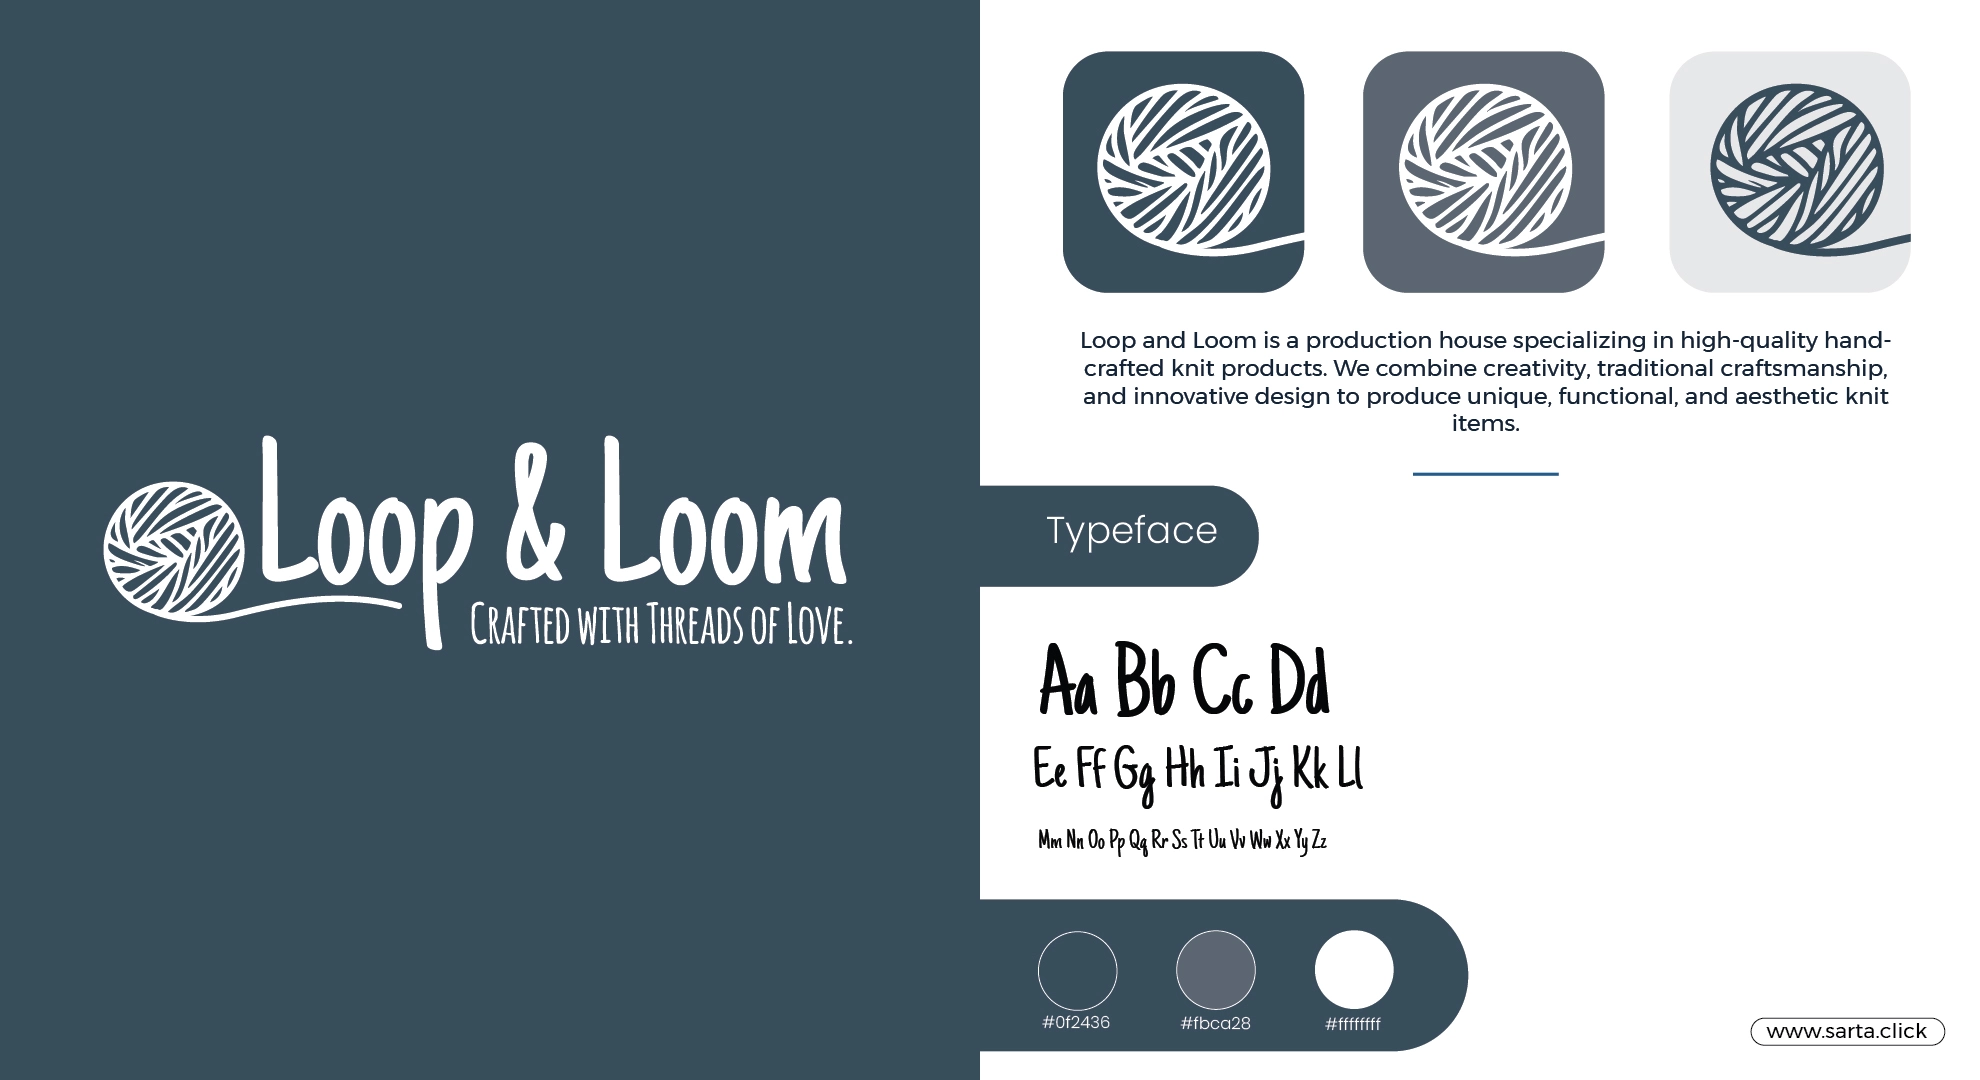 Loop & Loom
Crafted with Threads of Love.
Loop and Loom is a production house specializing in high-quality hand-
crafted knit products. We combine creativity, traditional craftsmanship,
and innovative design to produce unique, functional, and aesthetic knit
items.
Typeface
Aa Bb Cc Dd
Ee Ff Gg Hh Ii Jj Kk Ll
Mm Nn Oo Pp Qq Rr Ss Tt Uu Vv Ww Xx Yy Zz
#0f2436 #fbca28 #ffffffff
www.sarta.click